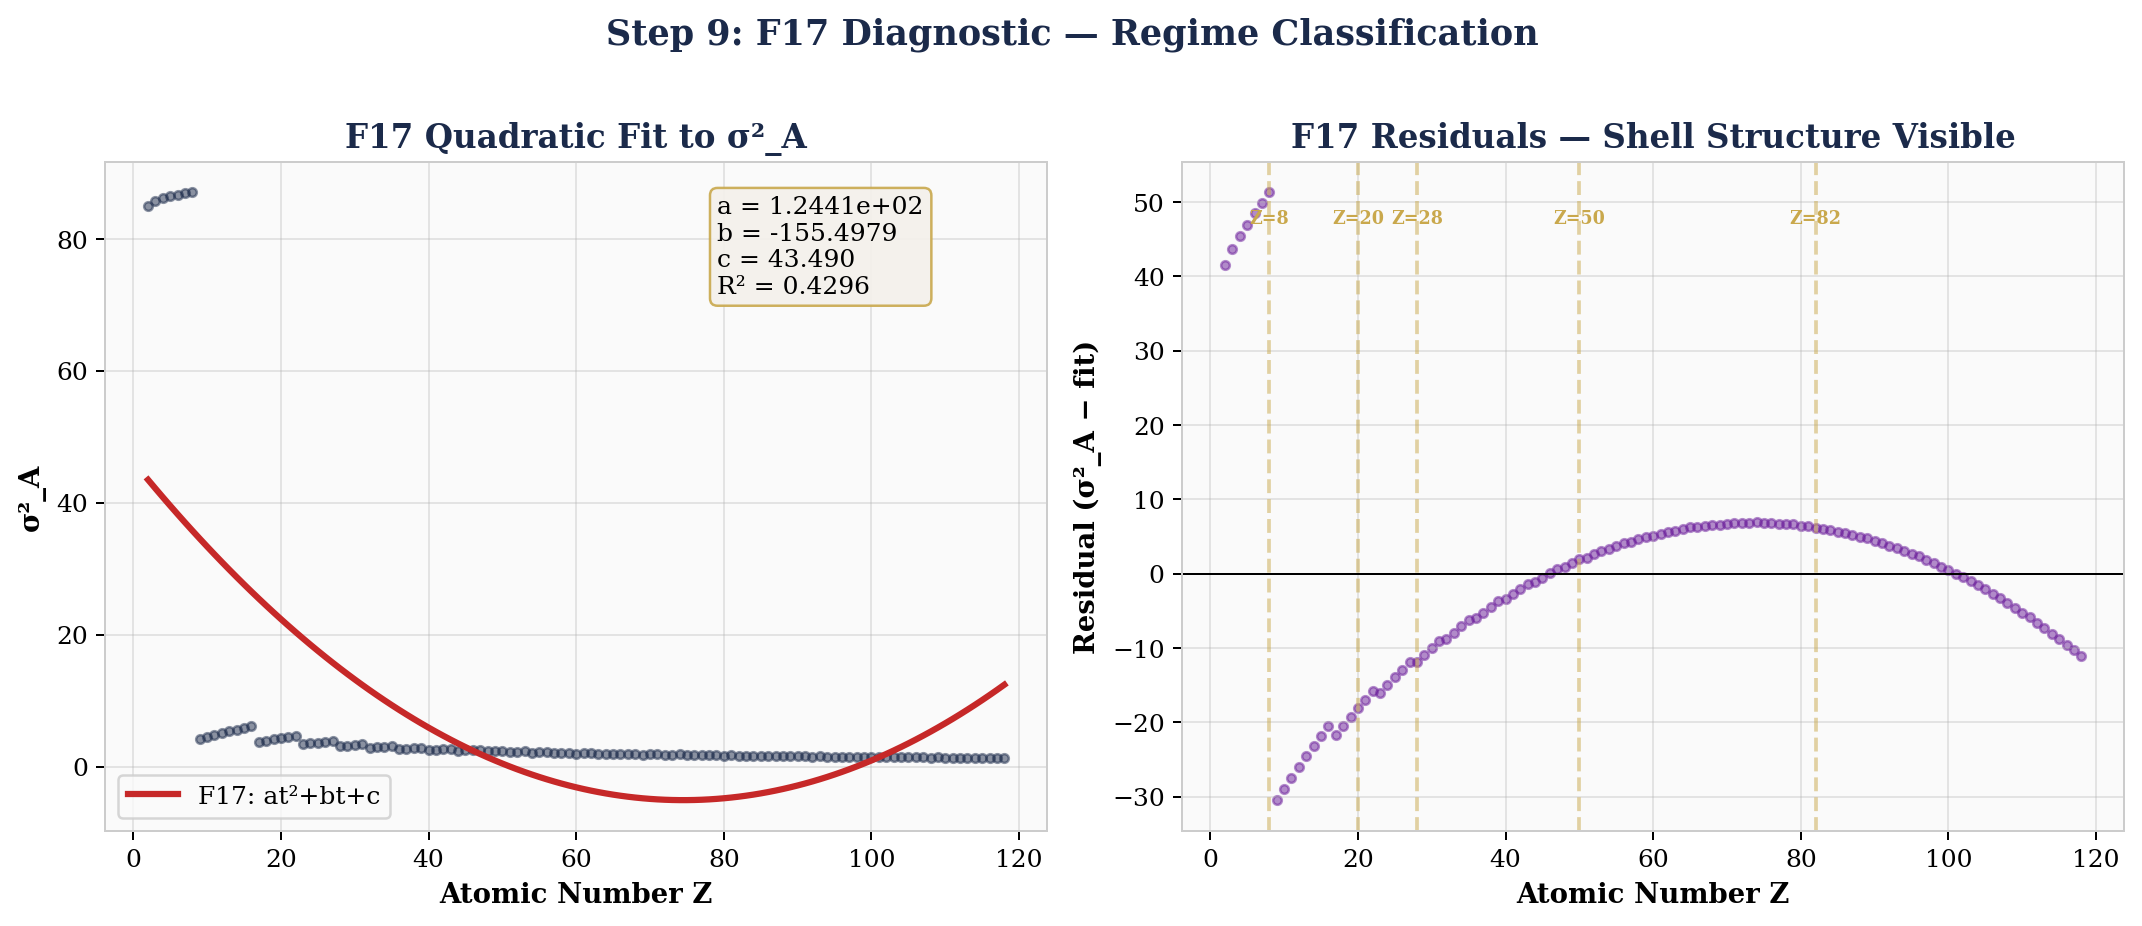 Step 9: F17 Diagnostic — Regime Classification
F17 Quadratic Fit to σ²_A
a = 1.2441e+02
b = -155.4979
c = 43.490
R² = 0.4296
80
60
40
20
0
σ²_A
F17: at²+bt+c
0 20 40 60 80 100 120
Atomic Number Z
F17 Residuals — Shell Structure Visible
Z=8 Z=20 Z=28 Z=50 Z=82
50
40
30
20
10
0
−10
−20
−30
Residual (σ²_A − fit)
0 20 40 60 80 100 120
Atomic Number Z